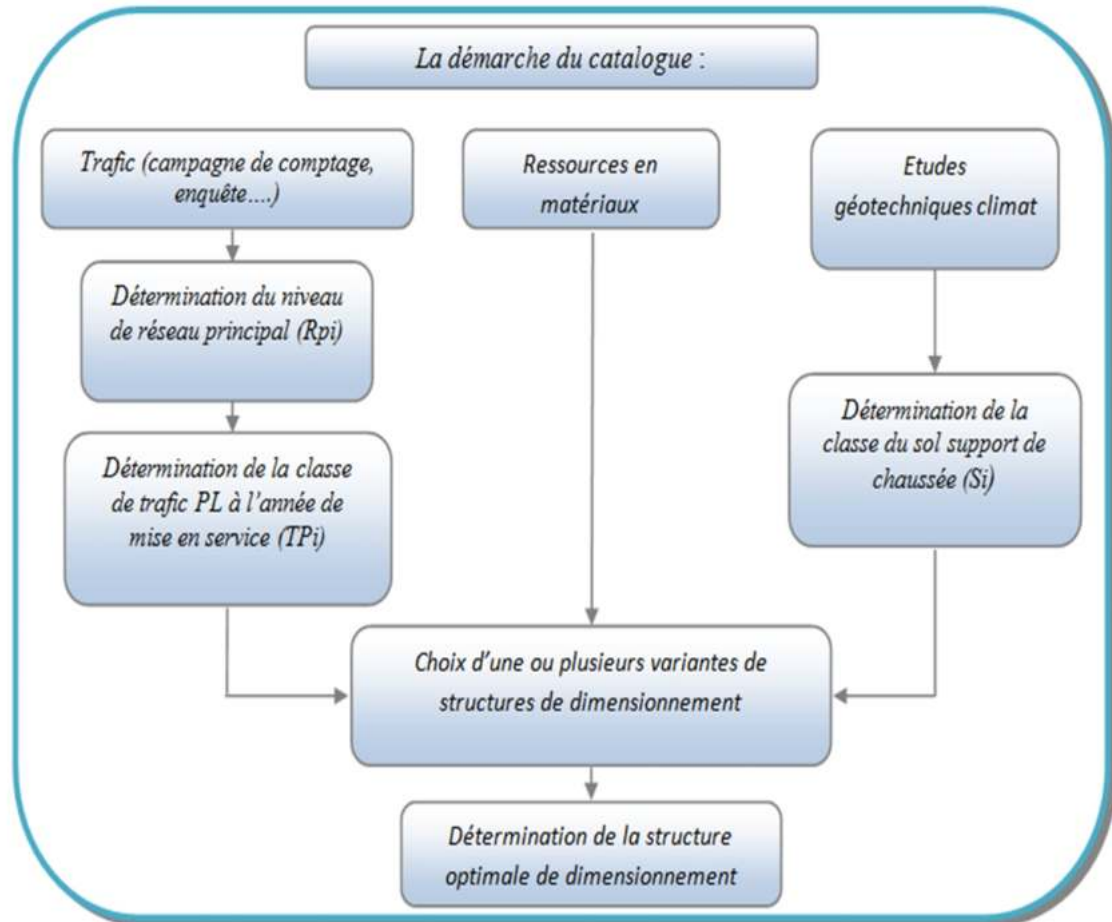 La démarche du catalogue :
Trafic (campagne de comptage,
enquête....)
Détermination du niveau
de réseau principal (Rpi)
Détermination de la classe
de trafic PL à l'année de
mise en service (TPi)
Ressources en
matériaux
Etudes
géotechniques climat
Détermination de la
classe du sol support de
chaussée (Si)
Choix d'une ou plusieurs variantes de
structures de dimensionnement
Détermination de la structure
optimale de dimensionnement